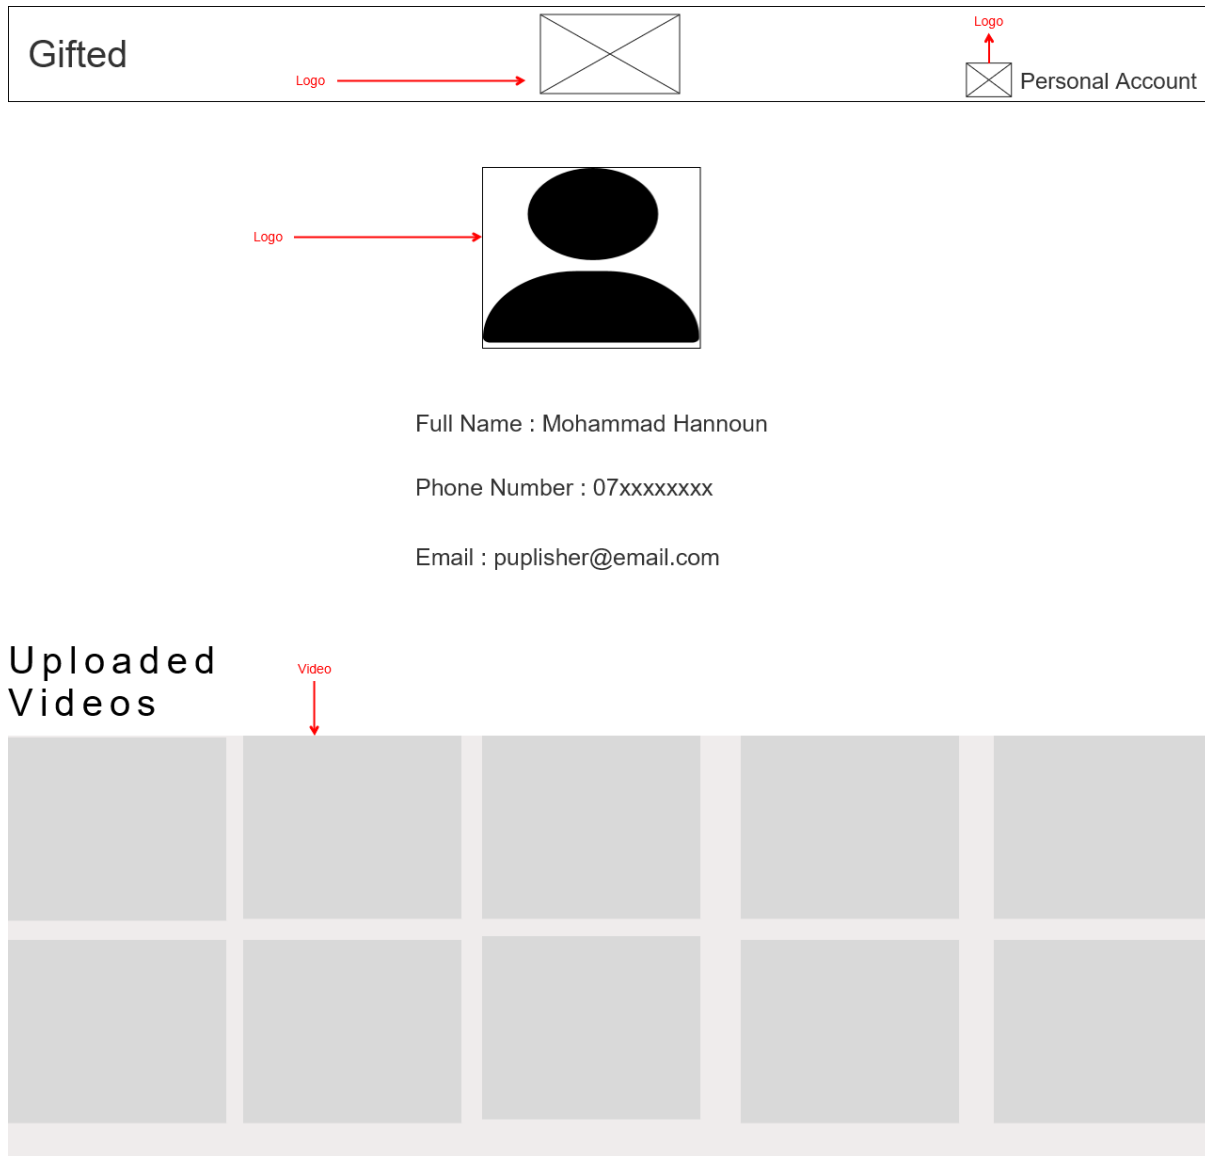 Logo
Gifted
Logo
Personal Account
Logo
Full Name : Mohammad Hannoun
Phone Number : 07xxxxxxxx
Email : puplisher@email.com
Uploaded
Videos
Video